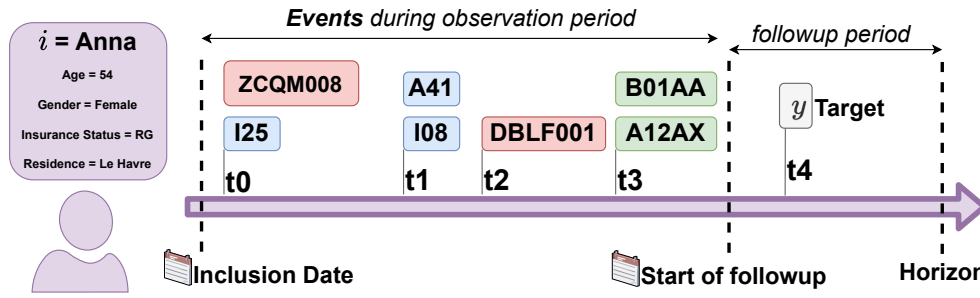 i = Anna
Age = 54
Gender = Female
Insurance Status = RG
Residence = Le Havre
Events during observation period
followup period
ZCQM008
A41
B01AA
I25
I08
DBLF001
A12AX
y Target
t0
t1
t2
t3
t4
Inclusion Date
Start of followup
Horizon